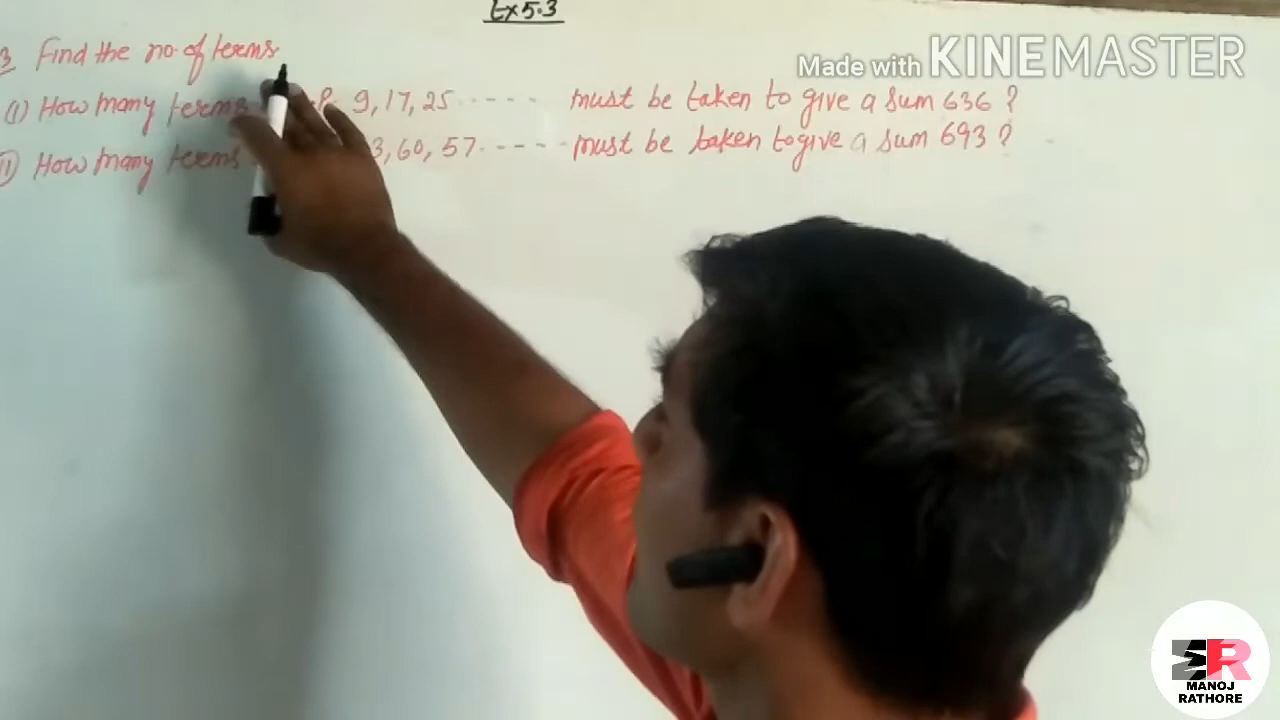 Ex 5.3
Made with KINEMASTER
3 Find the no. of terms
(i) How many terms 9, 17, 25 ---- must be taken to give a sum 636 ?
(ii) How many terms 3, 60, 57 ----- must be taken to give a sum 693 ?
3R
MANOJ
RATHORE